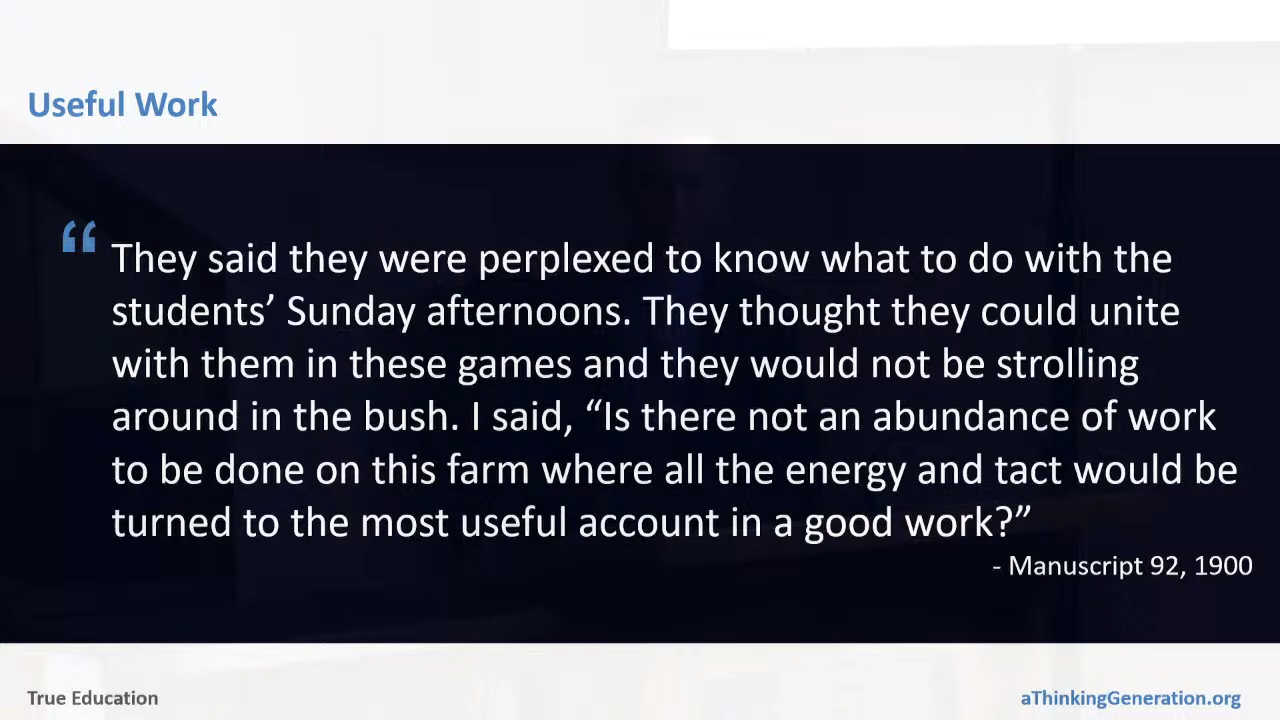 Useful Work
“ They said they were perplexed to know what to do with the
students’ Sunday afternoons. They thought they could unite
with them in these games and they would not be strolling
around in the bush. I said, “Is there not an abundance of work
to be done on this farm where all the energy and tact would be
turned to the most useful account in a good work?”
- Manuscript 92, 1900
True Education
aThinkingGeneration.org